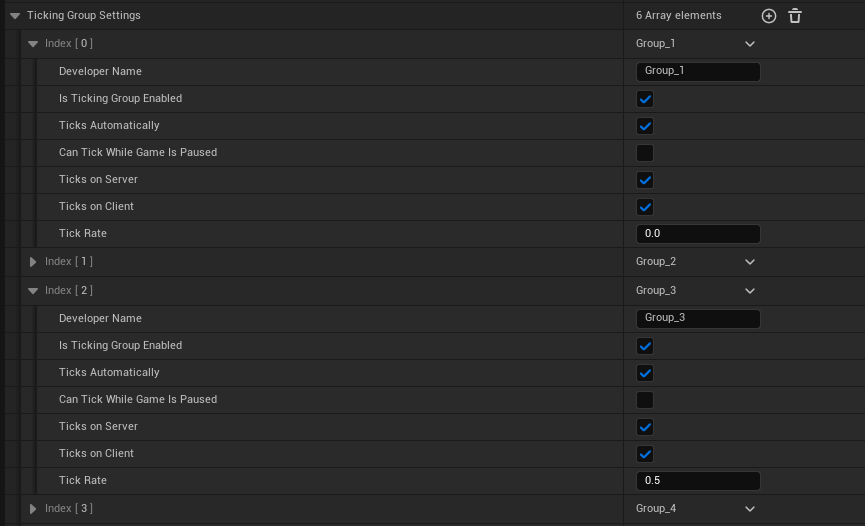 Ticking Group Settings 6 Array elements
Index [ 0 ] Group_1
Developer Name Group_1
Is Ticking Group Enabled
Ticks Automatically
Can Tick While Game Is Paused
Ticks on Server
Ticks on Client
Tick Rate 0.0
Index [ 1 ] Group_2
Index [ 2 ] Group_3
Developer Name Group_3
Is Ticking Group Enabled
Ticks Automatically
Can Tick While Game Is Paused
Ticks on Server
Ticks on Client
Tick Rate 0.5
Index [ 3 ] Group_4